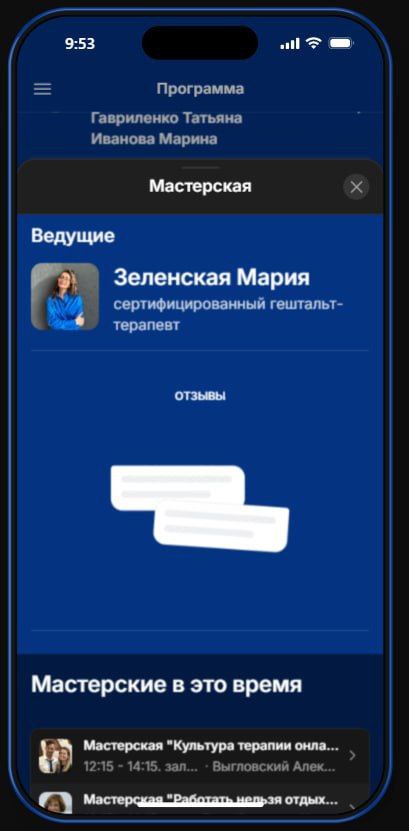 9:53
Программа
Гавриленко Татьяна
Иванова Марина
Мастерская
Ведущие
Зеленская Мария
сертифицированный гештальт-
терапевт
отзывы
Мастерские в это время
Мастерская "Культура терапии онла...
12:15 - 14:15. зал... · Выгловский Алек...
Мастерская "Работать нельзя отдых...